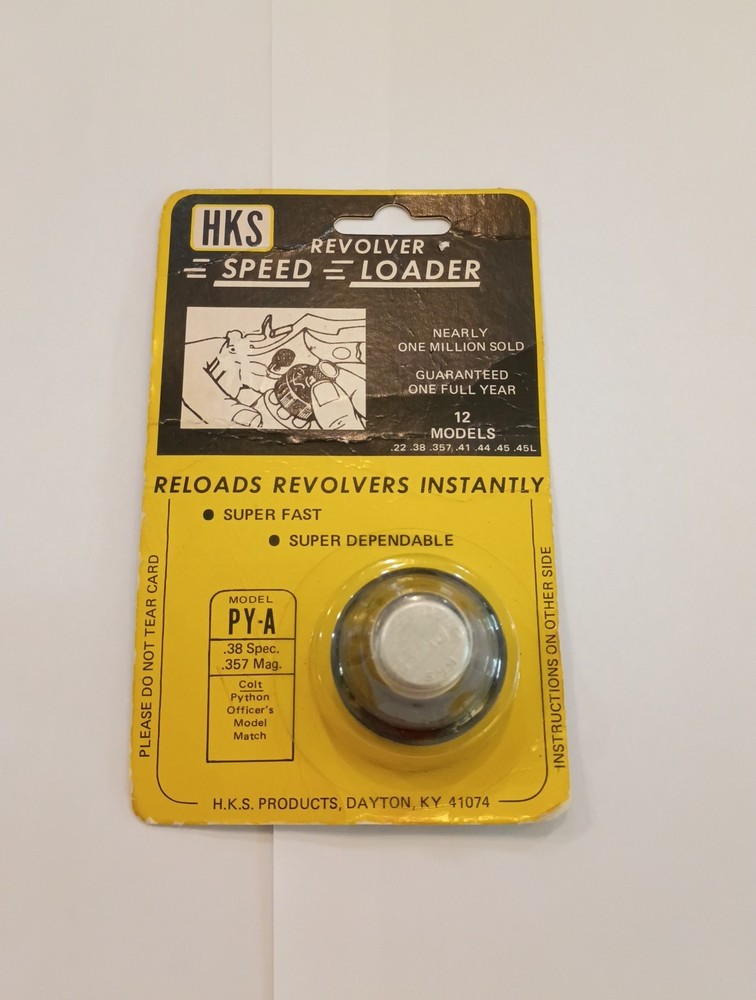 HKS
REVOLVER
SPEED LOADER
NEARLY
ONE MILLION SOLD
GUARANTEED
ONE FULL YEAR
12
MODELS
.22 .38 .357 .41 .44 .45 .45L
RELOADS REVOLVERS INSTANTLY
● SUPER FAST
● SUPER DEPENDABLE
PLEASE DO NOT TEAR CARD
MODEL
PY-A
.38 Spec.
.357 Mag.
Colt
Python
Officer's
Model
Match
INSTRUCTIONS ON OTHER SIDE
H.K.S. PRODUCTS, DAYTON, KY 41074